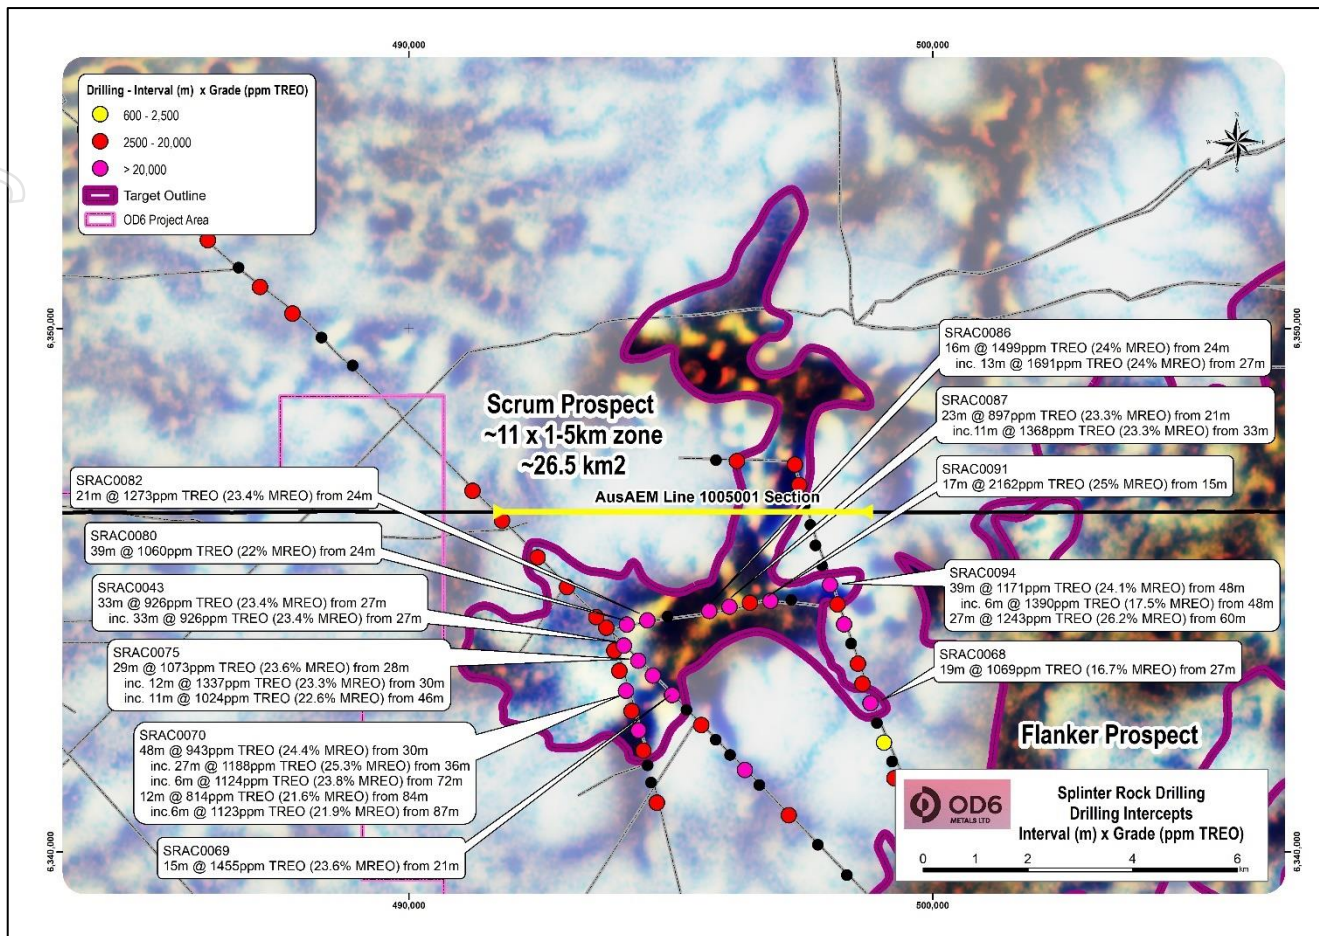 490,000
500,000
Drilling - Interval (m) x Grade (ppm TREO)
600 - 2,500
2500 - 20,000
> 20,000
Target Outline
OD6 Project Area
N
W
E
S
6,350,000
6,350,000
SRAC0086
16m @ 1499ppm TREO (24% MREO) from 24m
inc. 13m @ 1691ppm TREO (24% MREO) from 27m
SRAC0087
23m @ 897ppm TREO (23.3% MREO) from 21m
inc.11m @ 1368ppm TREO (23.3% MREO) from 33m
Scrum Prospect
~11 x 1-5km zone
~26.5 km2
SRAC0091
17m @ 2162ppm TREO (25% MREO) from 15m
SRAC0082
21m @ 1273ppm TREO (23.4% MREO) from 24m
AusAEM Line 1005001 Section
SRAC0080
39m @ 1060ppm TREO (22% MREO) from 24m
SRAC0043
33m @ 926ppm TREO (23.4% MREO) from 27m
inc. 33m @ 926ppm TREO (23.4% MREO) from 27m
SRAC0094
39m @ 1171ppm TREO (24.1% MREO) from 48m
inc. 6m @ 1390ppm TREO (17.5% MREO) from 48m
27m @ 1243ppm TREO (26.2% MREO) from 60m
SRAC0075
29m @ 1073ppm TREO (23.6% MREO) from 28m
inc. 12m @ 1337ppm TREO (23.3% MREO) from 30m
inc. 11m @ 1024ppm TREO (22.6% MREO) from 46m
SRAC0068
19m @ 1069ppm TREO (16.7% MREO) from 27m
SRAC0070
48m @ 943ppm TREO (24.4% MREO) from 30m
inc. 27m @ 1188ppm TREO (25.3% MREO) from 36m
inc. 6m @ 1124ppm TREO (23.8% MREO) from 72m
12m @ 814ppm TREO (21.6% MREO) from 84m
inc.6m @ 1123ppm TREO (21.9% MREO) from 87m
Flanker Prospect
SRAC0069
15m @ 1455ppm TREO (23.6% MREO) from 21m
OD6
METALS LTD
Splinter Rock Drilling
Drilling Intercepts
Interval (m) x Grade (ppm TREO)
0 1 2 4 6
km
6,340,000
6,340,000
490,000
500,000